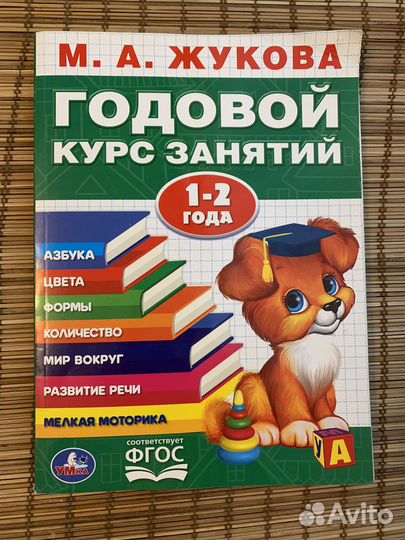 М. А. ЖУКОВА
ГОДОВОЙ
КУРС ЗАНЯТИЙ
1-2
ГОДА
АЗБУКА
ЦВЕТА
ФОРМЫ
КОЛИЧЕСТВО
МИР ВОКРУГ
РАЗВИТИЕ РЕЧИ
МЕЛКАЯ МОТОРИКА
соответствует
ФГОС
УМка
У А
Avito